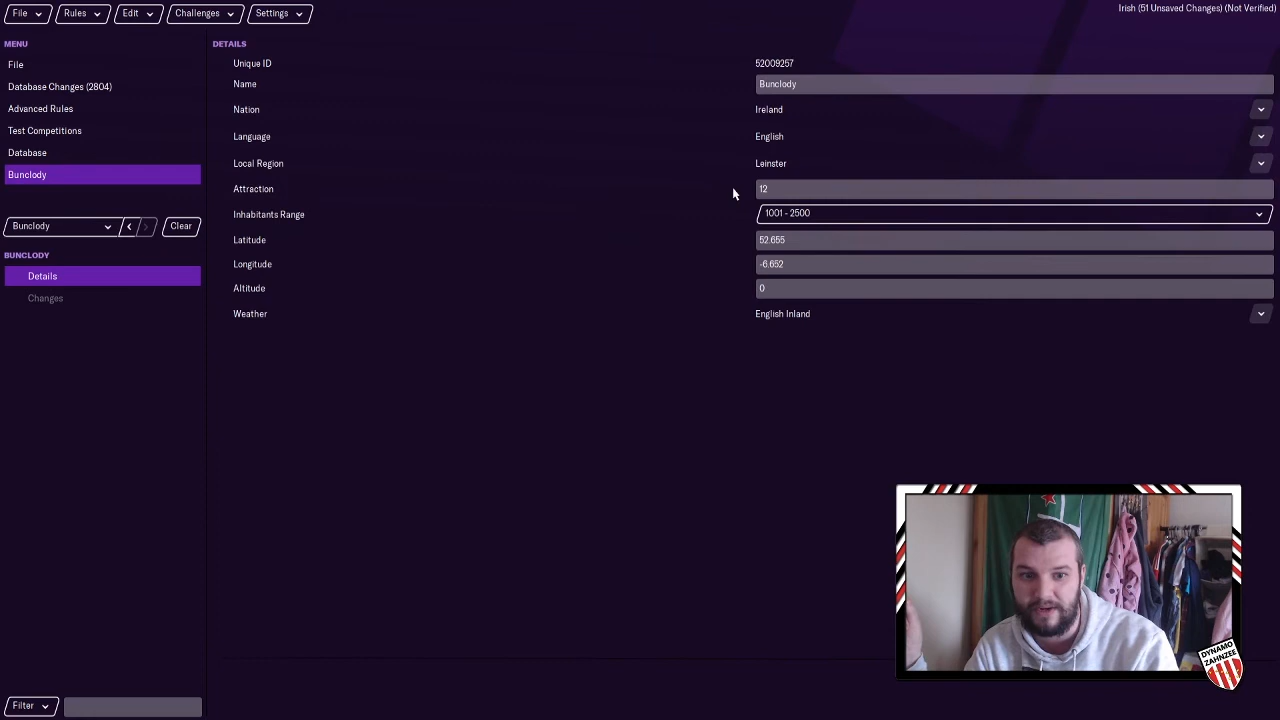 File
Rules
Edit
Challenges
Settings
Irish (51 Unsaved Changes) (Not Verified)
MENU
File
Database Changes (2804)
Advanced Rules
Test Competitions
Database
Bunclody
Bunclody
Clear
BUNCLODY
Details
Changes
Filter
DETAILS
Unique ID 52009257
Name Bunclody
Nation Ireland
Language English
Local Region Leinster
Attraction 12
Inhabitants Range 1001 - 2500
Latitude 52.655
Longitude -6.652
Altitude 0
Weather English Inland
DYNAMO
ZAHNZEE